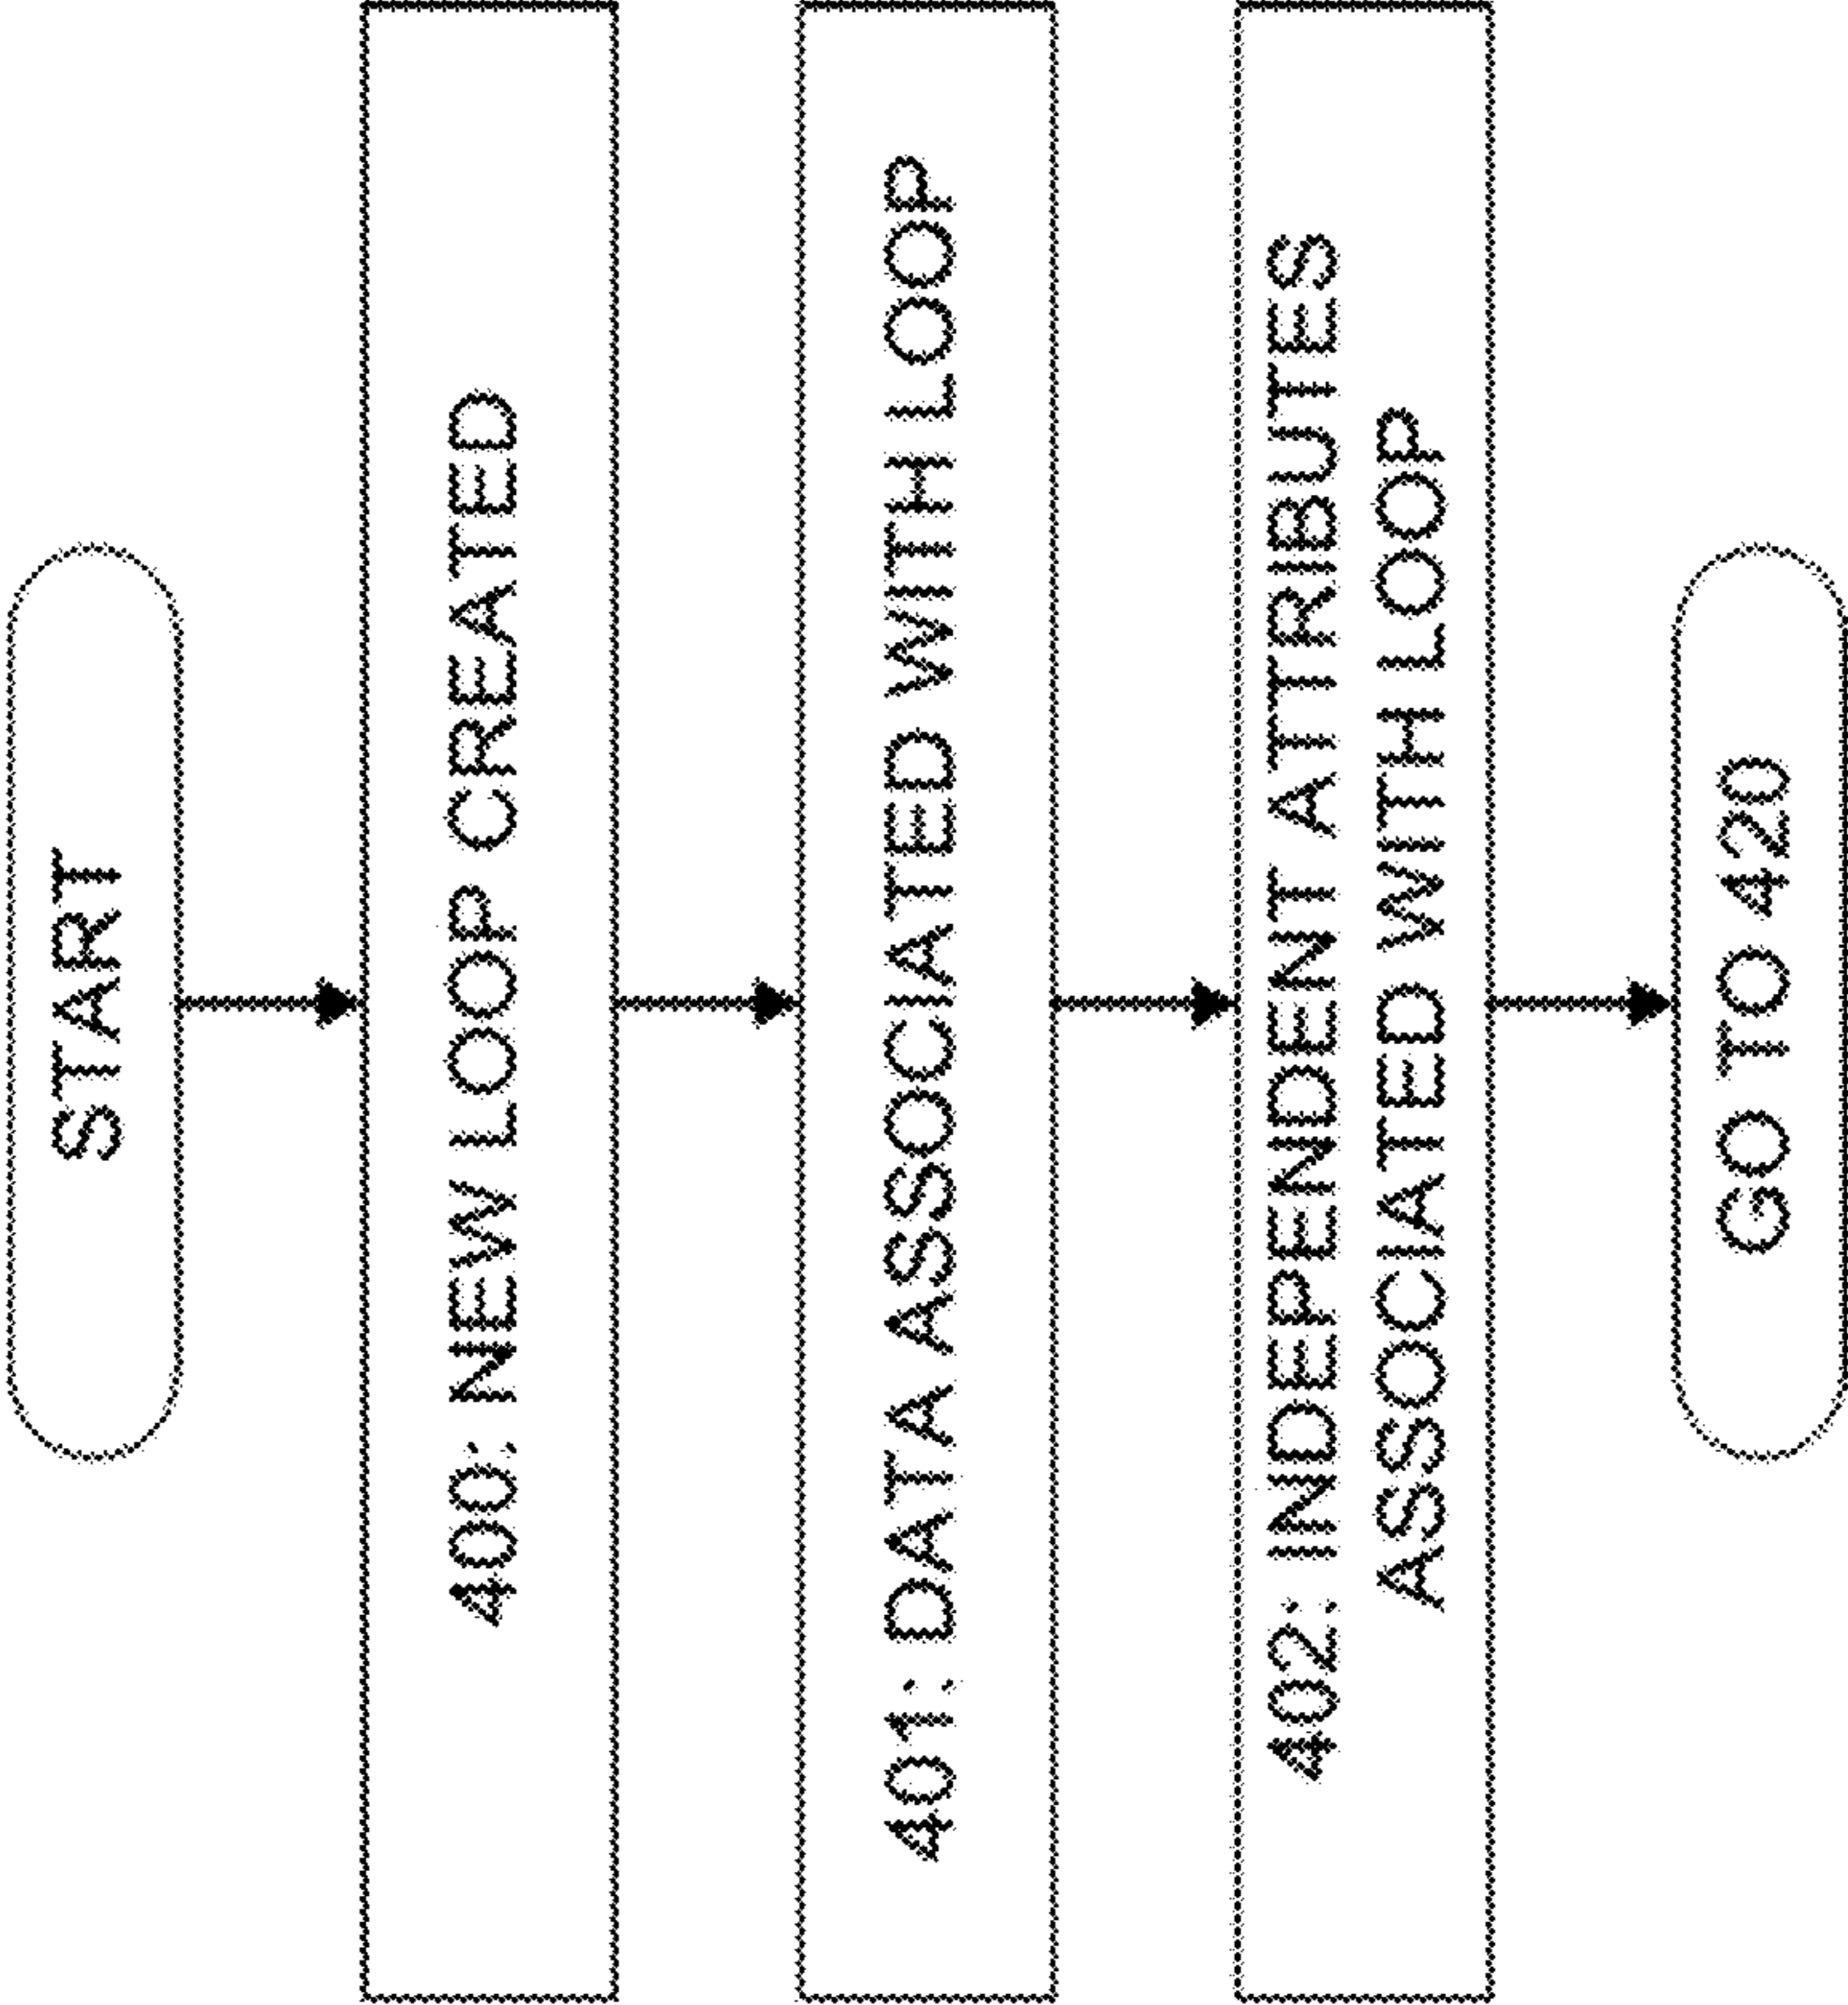 START
400: NEW LOOP CREATED
401: DATA ASSOCIATED WITH LOOP
402: INDEPENDENT ATTRIBUTES
ASSOCIATED WITH LOOP
GO TO 420